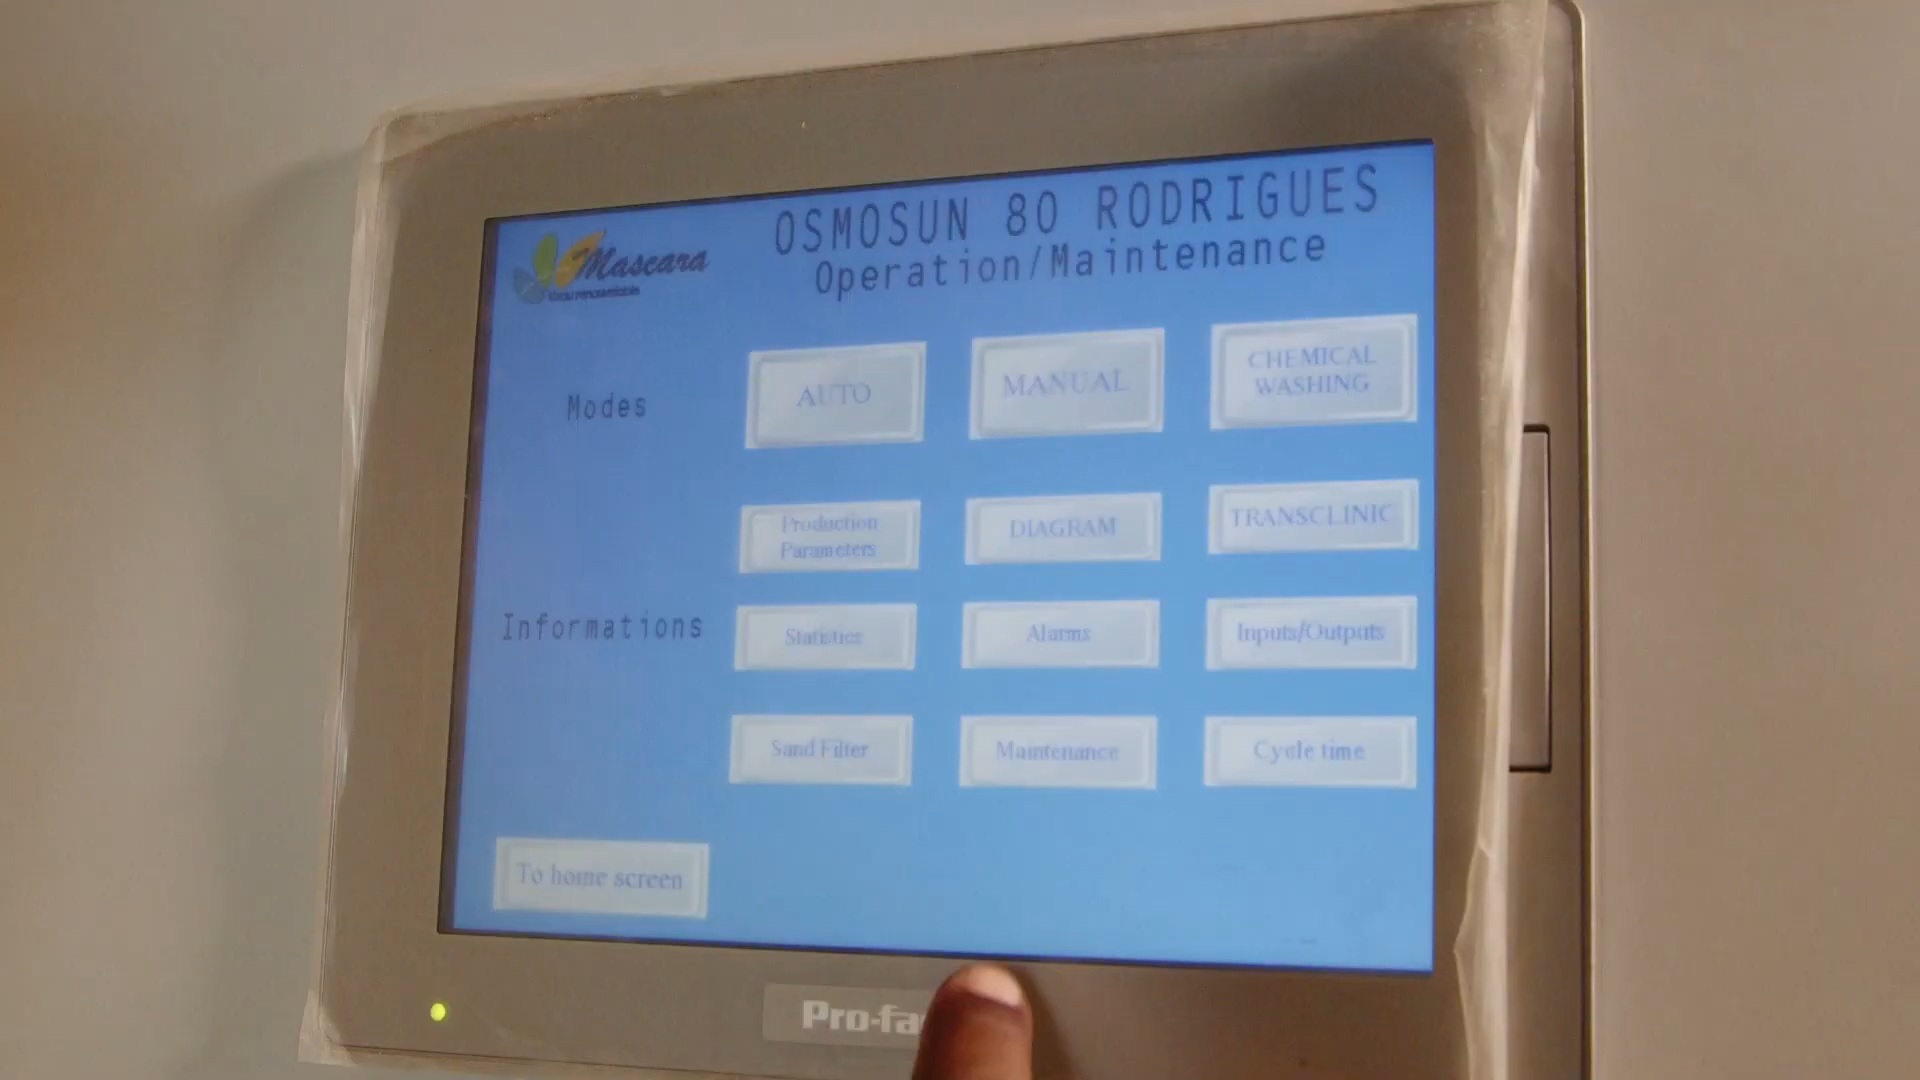 Mascara
OSMOSUN 80 RODRIGUES
Operation/Maintenance
Modes
AUTO
MANUAL
CHEMICAL
WASHING
Production
Parameters
DIAGRAM
TRANSCLINIC
Informations
Statistics
Alarms
Inputs/Outputs
Sand Filter
Maintenance
Cycle time
To home screen
Pro-fa